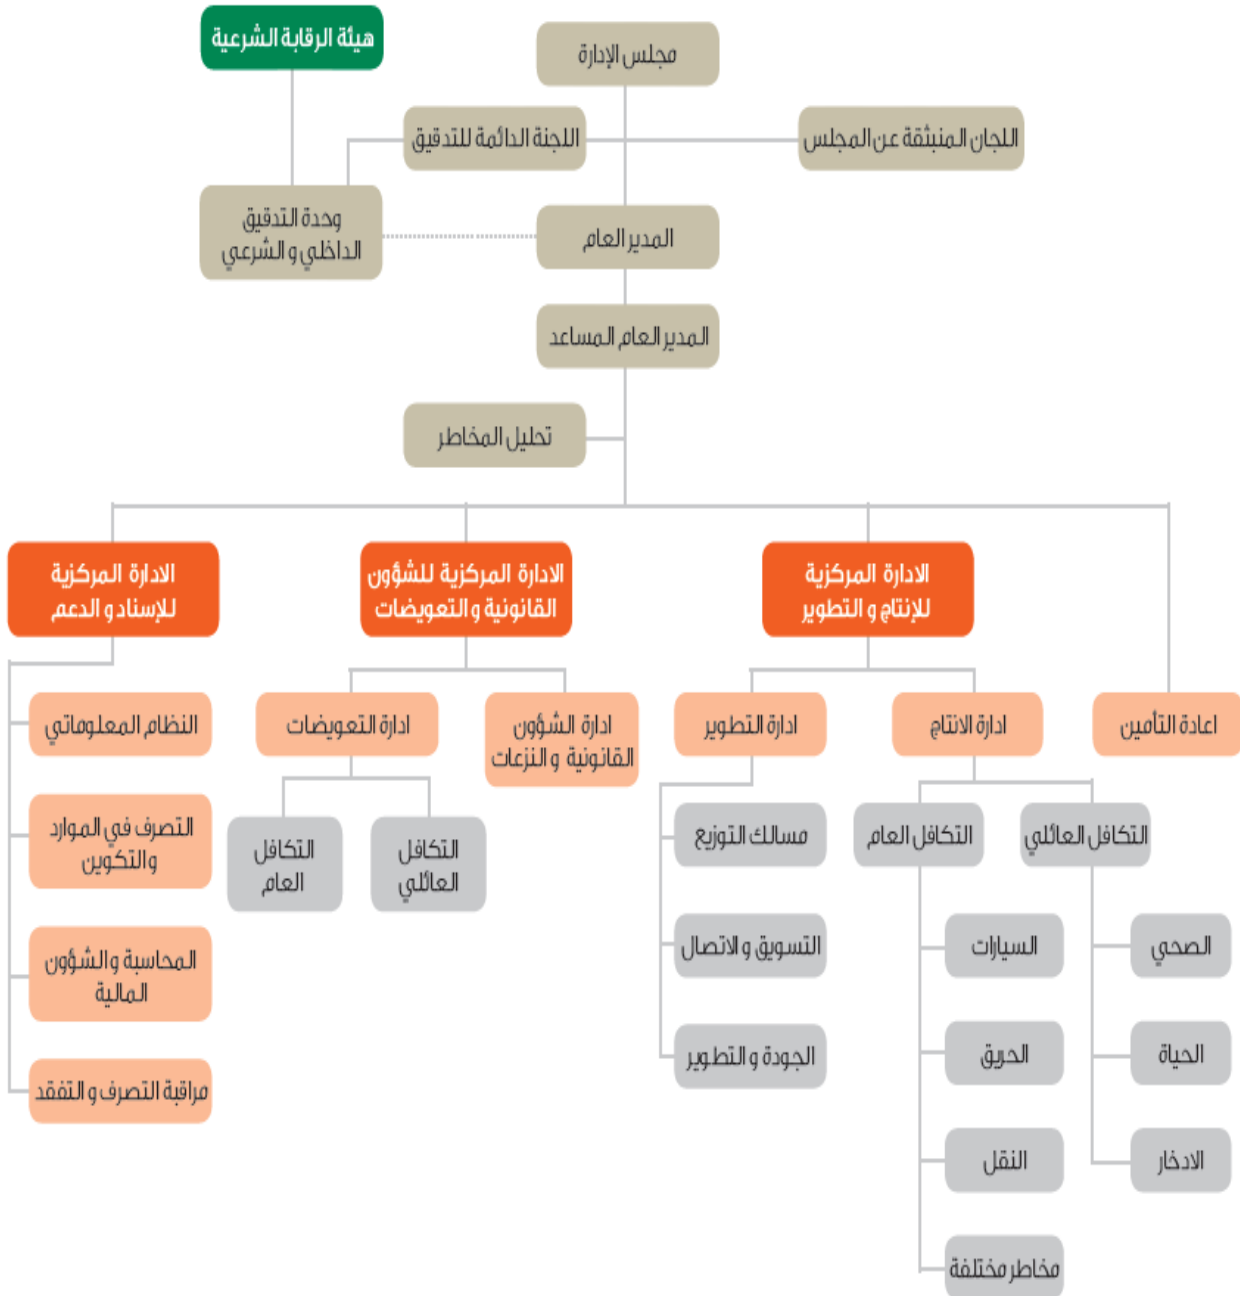 هيئة الرقابة الشرعية
مجلس الإدارة
اللجان المنبثقة عن المجلس
اللجنة الدائمة للتدقيق
المدير العام
وحدة التدقيق
الداخلي و الشرعي
المدير العام المساعد
تحليل المخاطر
الادارة المركزية
للإنتاج و التطوير
الادارة المركزية للشؤون
القانونية و التعويضات
الادارة المركزية
للإسناد و الدعم
اعادة التأمين
ادارة الانتاج
ادارة التطوير
ادارة الشؤون
القانونية و النزعات
ادارة التعويضات
النظام المعلوماتي
التكافل العائلي
التكافل العام
مسالك التوزيع
التكافل
العائلي
التكافل
العام
التصرف في الموارد
والتكوين
الصحي
السيارات
التسويق و الاتصال
المحاسبة والشؤون
المالية
الحياة
الحريق
الجودة و التطوير
مراقبة التصرف و التفقد
الادخار
النقل
مخاطر مختلفة